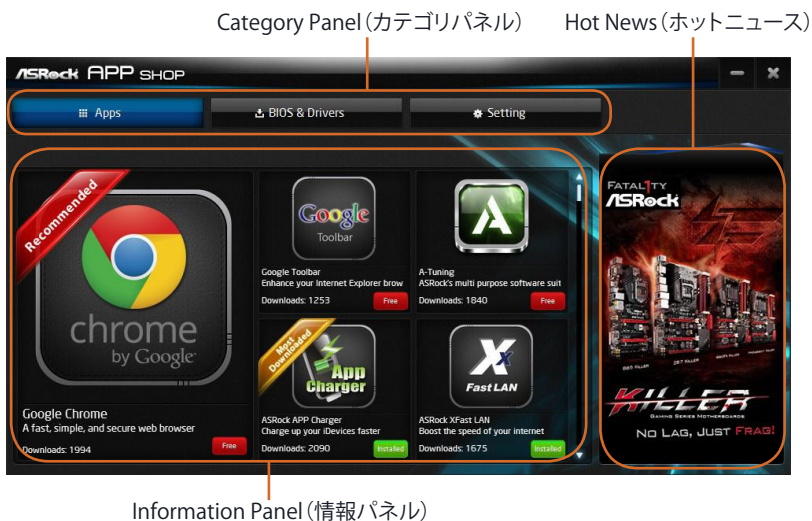 Category Panel（カテゴリパネル）
Hot News（ホットニュース）
ASRock APP SHOP
Apps
BIOS & Drivers
Setting
Recommended
chrome
by Google
Google Chrome
A fast, simple, and secure web browser
Downloads: 1994
Free
Google
Toolbar
Google Toolbar
Enhance your Internet Explorer brow
Downloads: 1253
Free
A-Tuning
ASRock's multi purpose software suit
Downloads: 1840
Free
Most
Downloaded
App
Charger
ASRock APP Charger
Charge up your iDevices faster
Downloads: 2090
Installed
X
Fast LAN
ASRock XFast LAN
Boost the speed of your internet
Downloads: 1675
Installed
FATAL1TY
ASRock
Z87 KILLER
KILLER
GAMING SERIES MOTHERBOARDS
NO LAG, JUST FRAG!
Information Panel（情報パネル）